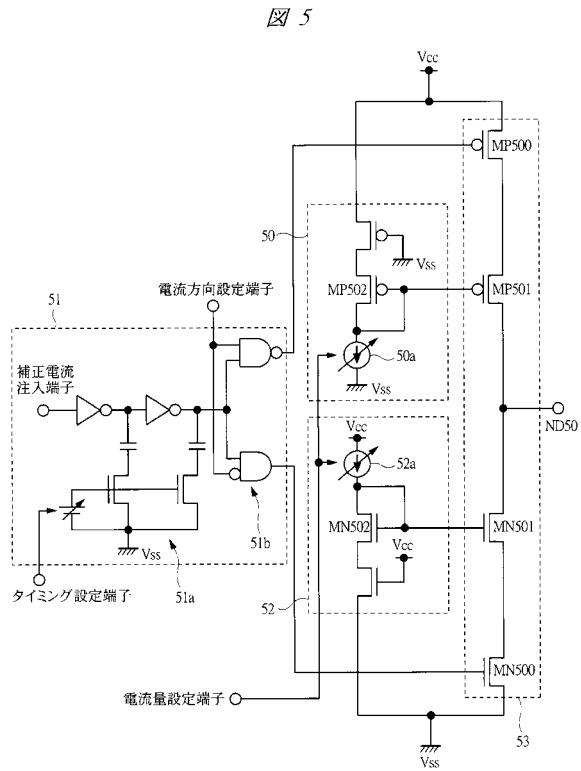 図 5
Vcc
MP500
50
Vss
電流方向設定端子
MP502
MP501
51
50a
補正電流
注入端子
Vss
ND50
Vcc
52a
MN502
MN501
Vcc
51b
Vss
51a
タイミング設定端子
52
MN500
電流量設定端子
53
Vss